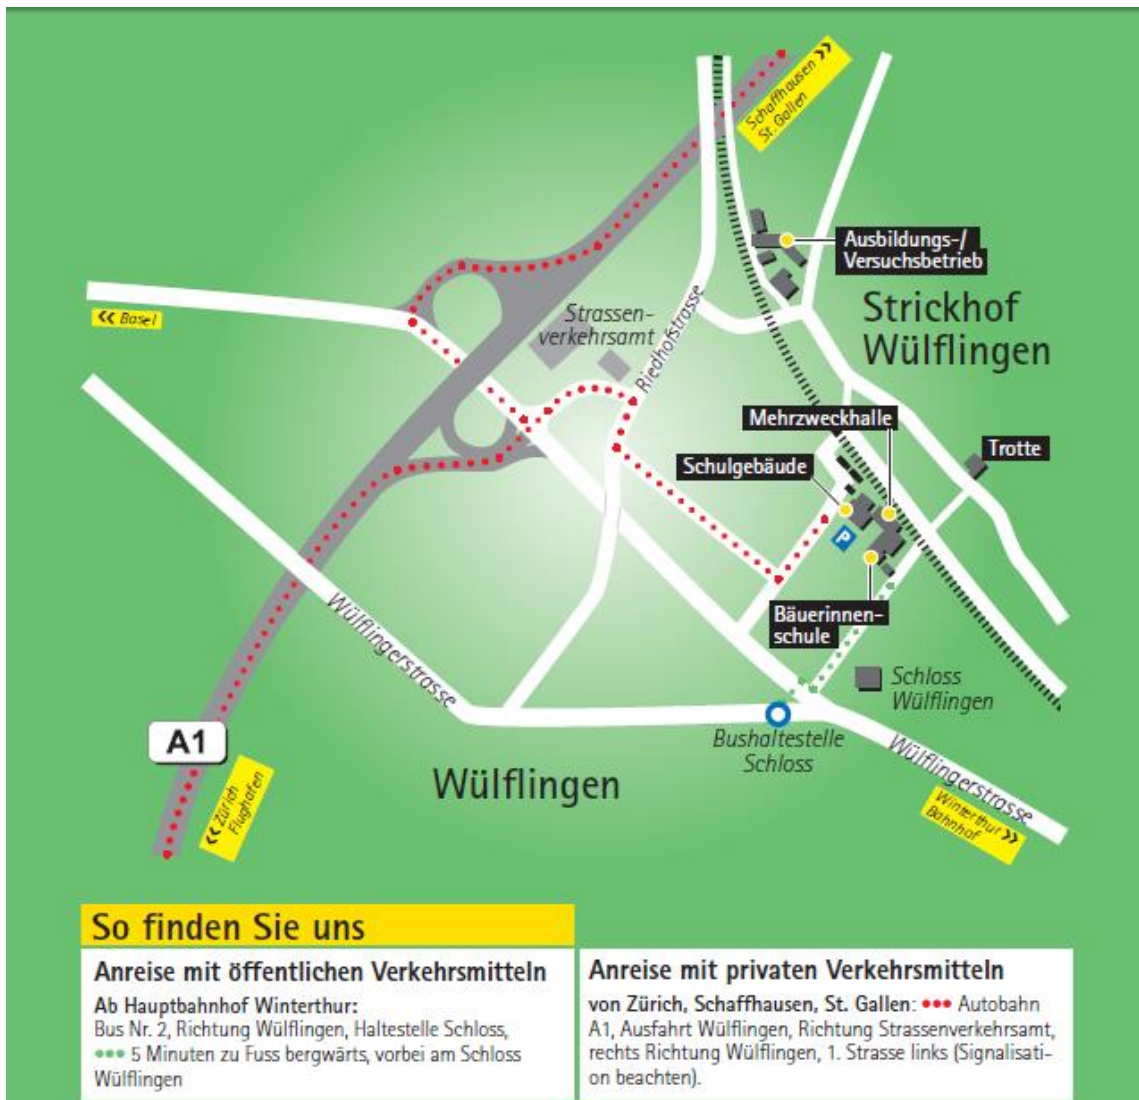 Schaffhausen »
St. Gallen
Ausbildungs-/
Versuchsbetrieb
Strickhof
Wülflingen
« Basel
Strassen-
verkehrsamt
Riedhofstrasse
Mehrzweckhalle
Schulgebäude
Trotte
P
Bäuerinnen-
schule
Wülflingerstrasse
Schloss
Wülflingen
A1
Bushaltestelle
Schloss
Wülflingen
Wülflingerstrasse
« Zürich
Flughafen
Winterthur »
Bahnhof
So finden Sie uns
Anreise mit öffentlichen Verkehrsmitteln
Ab Hauptbahnhof Winterthur:
Bus Nr. 2, Richtung Wülflingen, Haltestelle Schloss,
●●● 5 Minuten zu Fuss bergwärts, vorbei am Schloss
Wülflingen
Anreise mit privaten Verkehrsmitteln
von Zürich, Schaffhausen, St. Gallen: ●●● Autobahn
A1, Ausfahrt Wülflingen, Richtung Strassenverkehrsamt,
rechts Richtung Wülflingen, 1. Strasse links (Signalisati-
on beachten).